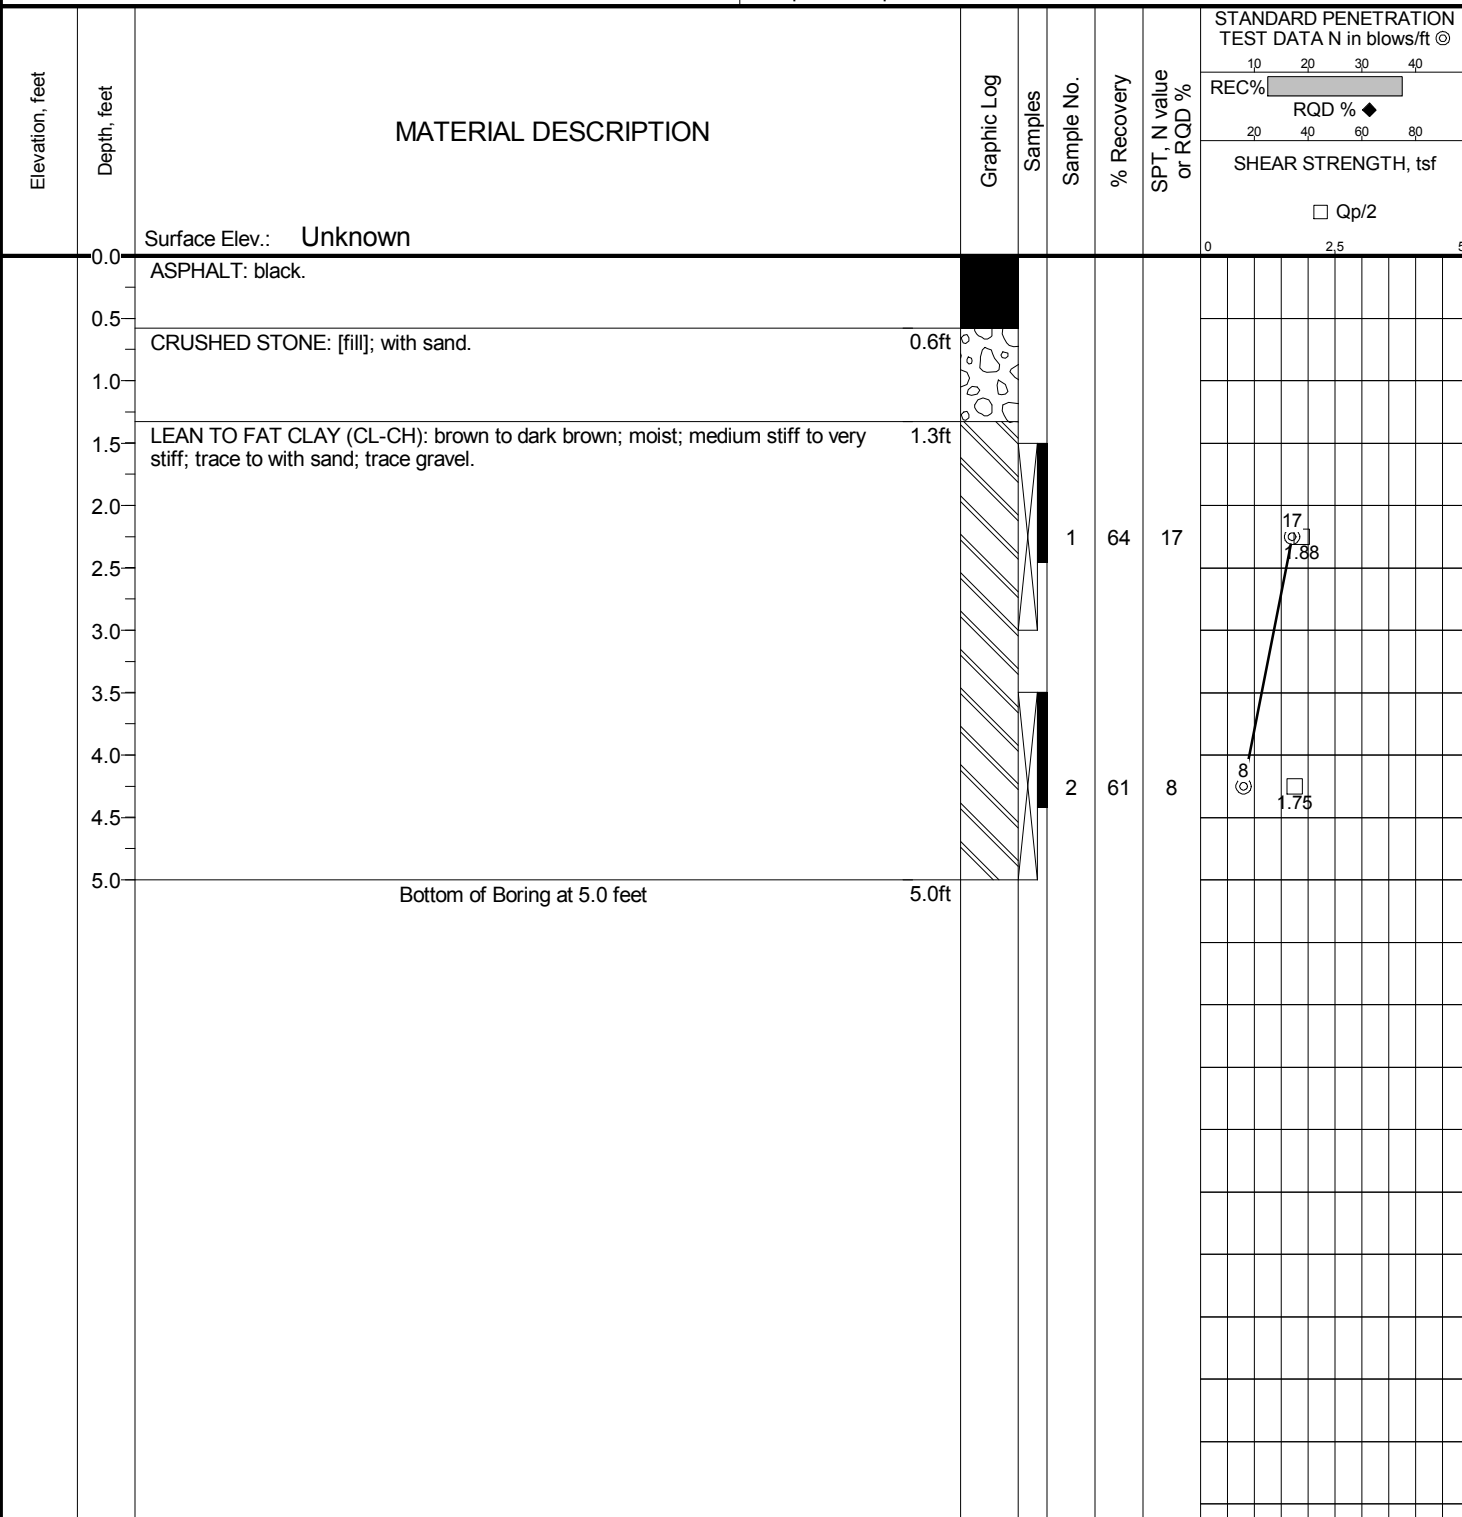 STANDARD PENETRATION
TEST DATA N in blows/ft ◎
10 20 30 40
REC%
RQD % ◆
20 40 60 80
SHEAR STRENGTH, tsf
□ Qp/2
0 2.5 5
Elevation, feet
Depth, feet
MATERIAL DESCRIPTION
Graphic Log
Samples
Sample No.
% Recovery
SPT, N value
or RQD %
Surface Elev.: Unknown
0.0
ASPHALT: black.
0.5
CRUSHED STONE: [fill]; with sand. 0.6ft
1.0
LEAN TO FAT CLAY (CL-CH): brown to dark brown; moist; medium stiff to very 1.3ft
1.5
stiff; trace to with sand; trace gravel.
2.0
17
1 64 17
1.88
2.5
3.0
3.5
4.0
8
2 61 8
1.75
4.5
5.0
Bottom of Boring at 5.0 feet 5.0ft